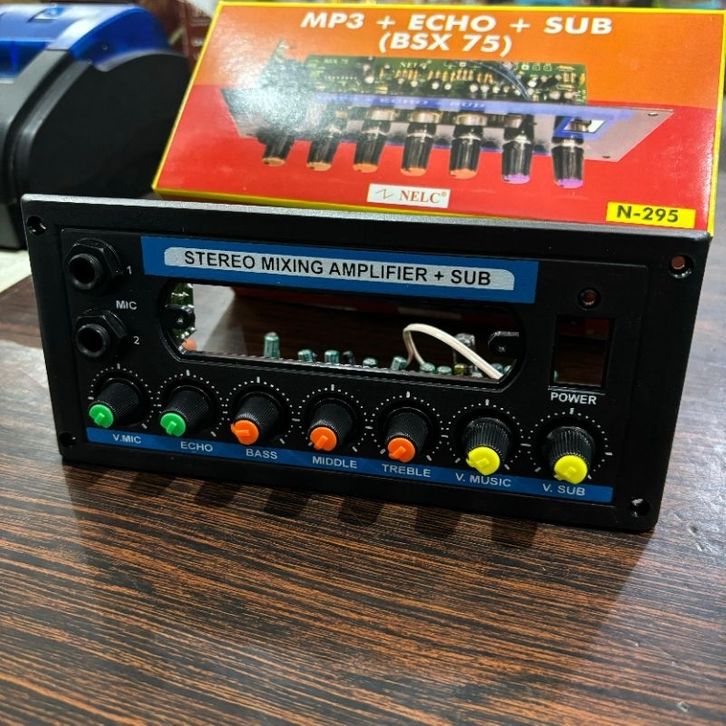 MP3 + ECHO + SUB
(BSX 75)
NELC®
N-295
STEREO MIXING AMPLIFIER + SUB
1
MIC
2
POWER
V.MIC
ECHO
BASS
MIDDLE
TREBLE
V. MUSIC
V. SUB